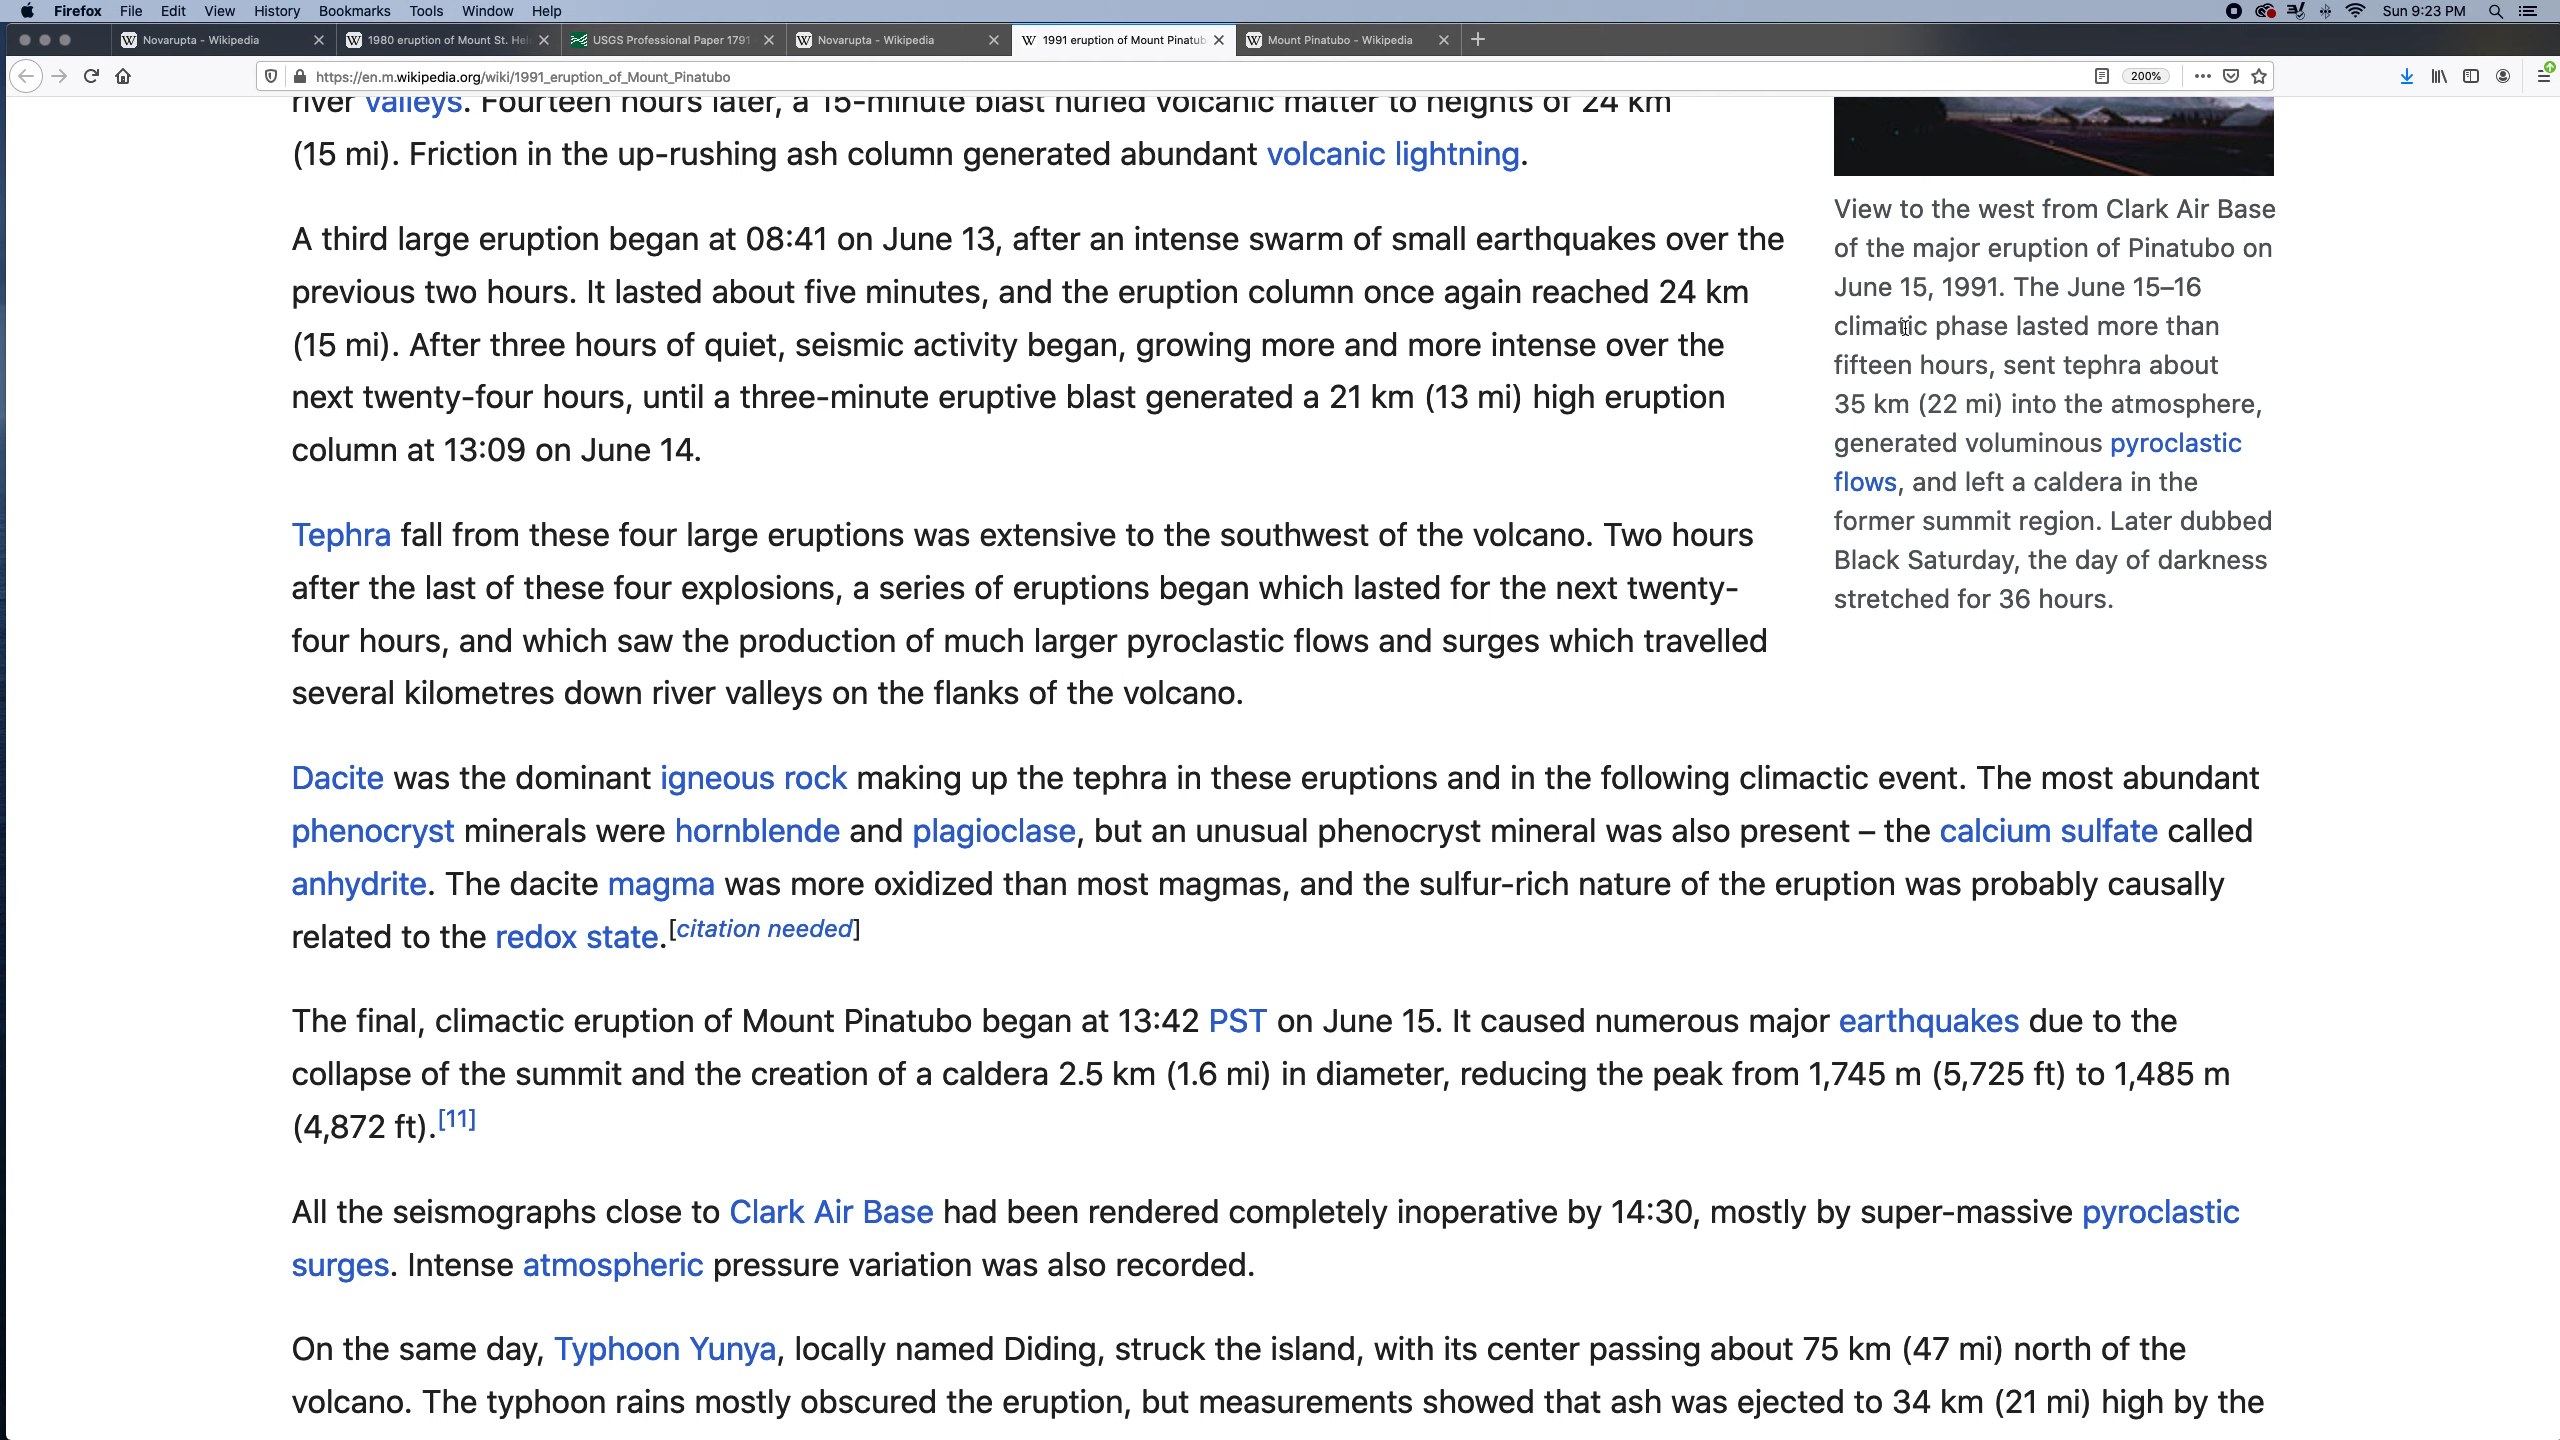 Firefox File Edit View History Bookmarks Tools Window Help Sun 9:23 PM
Novarupta - Wikipedia 1980 eruption of Mount St. Hel USGS Professional Paper 1791 Novarupta - Wikipedia 1991 eruption of Mount Pinatub Mount Pinatubo - Wikipedia
https://en.m.wikipedia.org/wiki/1991_eruption_of_Mount_Pinatubo 200%
river valleys. Fourteen hours later, a 15-minute blast hurled volcanic matter to heights of 24 km
(15 mi). Friction in the up-rushing ash column generated abundant volcanic lightning.
A third large eruption began at 08:41 on June 13, after an intense swarm of small earthquakes over the
previous two hours. It lasted about five minutes, and the eruption column once again reached 24 km
(15 mi). After three hours of quiet, seismic activity began, growing more and more intense over the
next twenty-four hours, until a three-minute eruptive blast generated a 21 km (13 mi) high eruption
column at 13:09 on June 14.
Tephra fall from these four large eruptions was extensive to the southwest of the volcano. Two hours
after the last of these four explosions, a series of eruptions began which lasted for the next twenty-
four hours, and which saw the production of much larger pyroclastic flows and surges which travelled
several kilometres down river valleys on the flanks of the volcano.
View to the west from Clark Air Base
of the major eruption of Pinatubo on
June 15, 1991. The June 15–16
climatic phase lasted more than
fifteen hours, sent tephra about
35 km (22 mi) into the atmosphere,
generated voluminous pyroclastic
flows, and left a caldera in the
former summit region. Later dubbed
Black Saturday, the day of darkness
stretched for 36 hours.
Dacite was the dominant igneous rock making up the tephra in these eruptions and in the following climactic event. The most abundant
phenocryst minerals were hornblende and plagioclase, but an unusual phenocryst mineral was also present – the calcium sulfate called
anhydrite. The dacite magma was more oxidized than most magmas, and the sulfur-rich nature of the eruption was probably causally
related to the redox state.[citation needed]
The final, climactic eruption of Mount Pinatubo began at 13:42 PST on June 15. It caused numerous major earthquakes due to the
collapse of the summit and the creation of a caldera 2.5 km (1.6 mi) in diameter, reducing the peak from 1,745 m (5,725 ft) to 1,485 m
(4,872 ft).[11]
All the seismographs close to Clark Air Base had been rendered completely inoperative by 14:30, mostly by super-massive pyroclastic
surges. Intense atmospheric pressure variation was also recorded.
On the same day, Typhoon Yunya, locally named Diding, struck the island, with its center passing about 75 km (47 mi) north of the
volcano. The typhoon rains mostly obscured the eruption, but measurements showed that ash was ejected to 34 km (21 mi) high by the